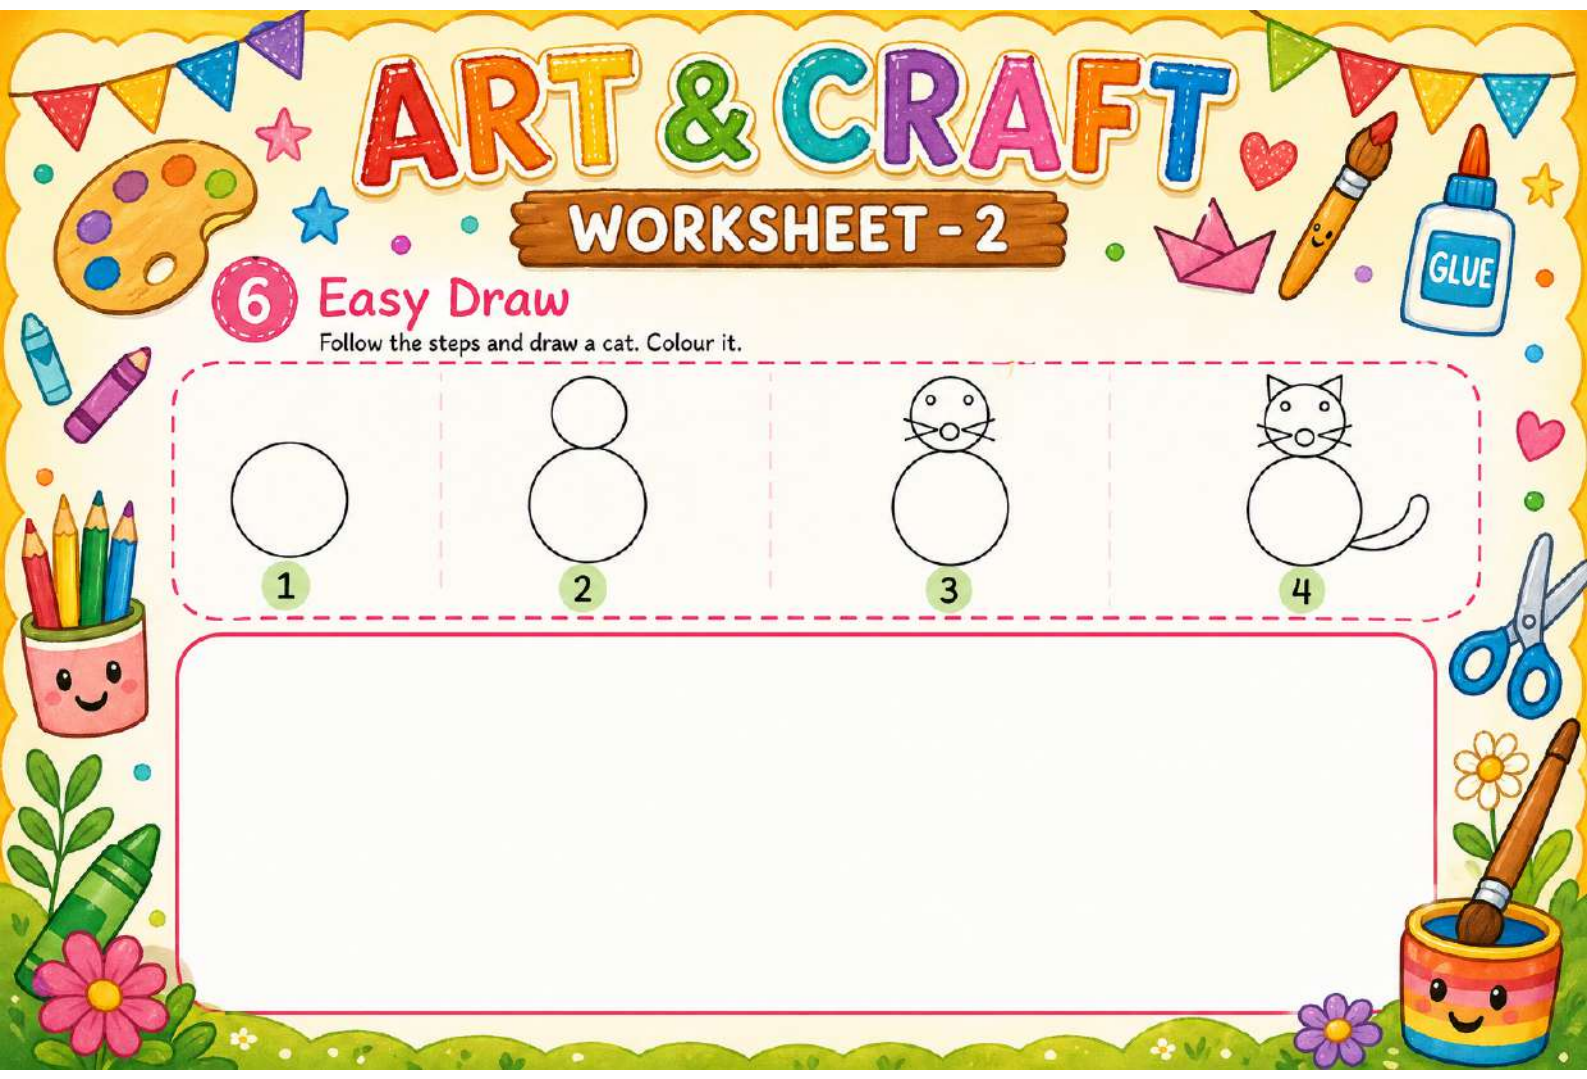 ART & CRAFT
WORKSHEET - 2
6 Easy Draw
Follow the steps and draw a cat. Colour it.
1 2 3 4
GLUE